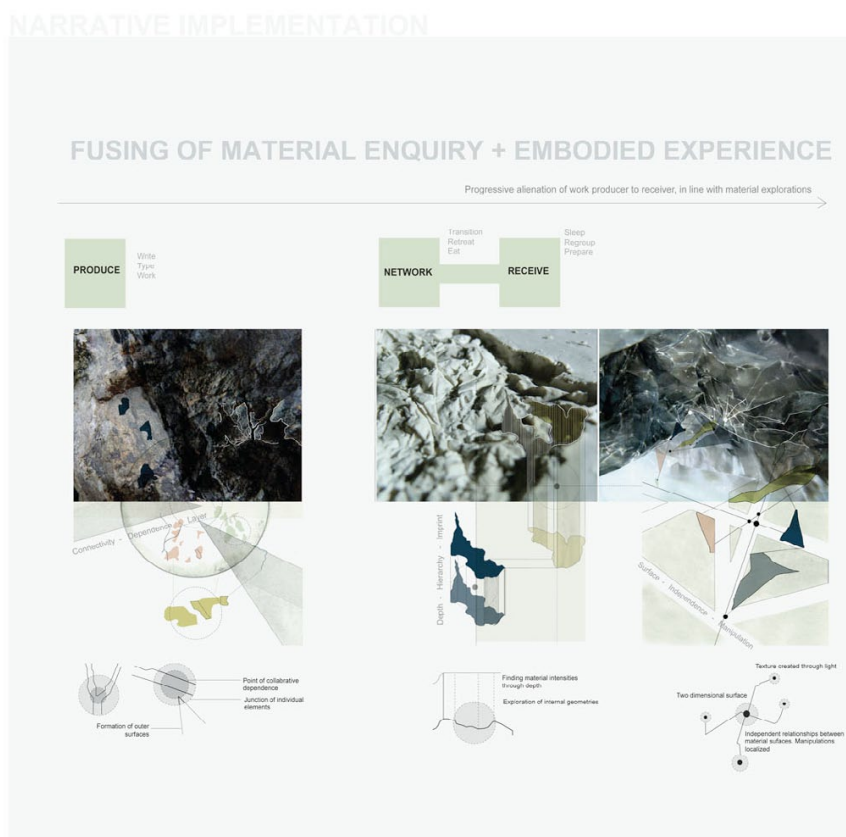 NARRATIVE IMPLEMENTATION
FUSING OF MATERIAL ENQUIRY + EMBODIED EXPERIENCE
Progressive alienation of work producer to receiver, in line with material explorations
PRODUCE
Write
Type
Work
NETWORK
Transition
Retreat
Eat
RECEIVE
Sleep
Regroup
Prepare
Connectivity - Dependence - Layer
Depth - Hierarchy - Imprint
Surface - Independence - Manipulation
Point of collabrative
dependence
Junction of individual
elements
Formation of outer
surfaces
Finding material intensities
through depth
Exploration of internal geometries
Texture created through light
Two dimensional surface
Independent relationships between
material sufaces. Manipulations
localized